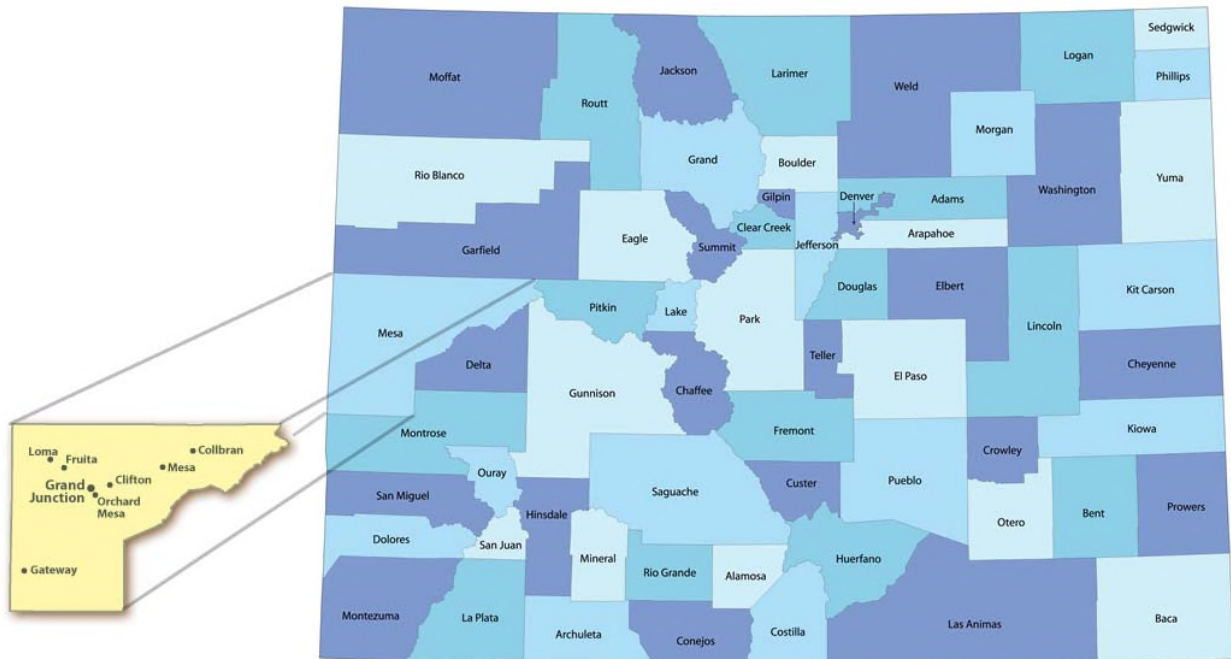 Sedgwick
Logan
Jackson
Larimer
Moffat
Phillips
Weld
Routt
Morgan
Grand
Boulder
Rio Blanco
Yuma
Washington
Gilpin
Denver
Adams
Clear Creek
Arapahoe
Eagle
Summit
Jefferson
Garfield
Douglas
Elbert
Kit Carson
Pitkin
Lake
Park
Lincoln
Mesa
Teller
Delta
Cheyenne
El Paso
Chaffee
Gunnison
Kiowa
Montrose
Fremont
Crowley
Ouray
Pueblo
Custer
Saguache
San Miguel
Prowers
Bent
Hinsdale
Otero
Dolores
San Juan
Mineral
Huerfano
Rio Grande
Alamosa
Montezuma
La Plata
Baca
Las Animas
Archuleta
Conejos
Costilla
Loma
Fruita
Collbran
Mesa
Clifton
Grand
Junction
Orchard
Mesa
Gateway